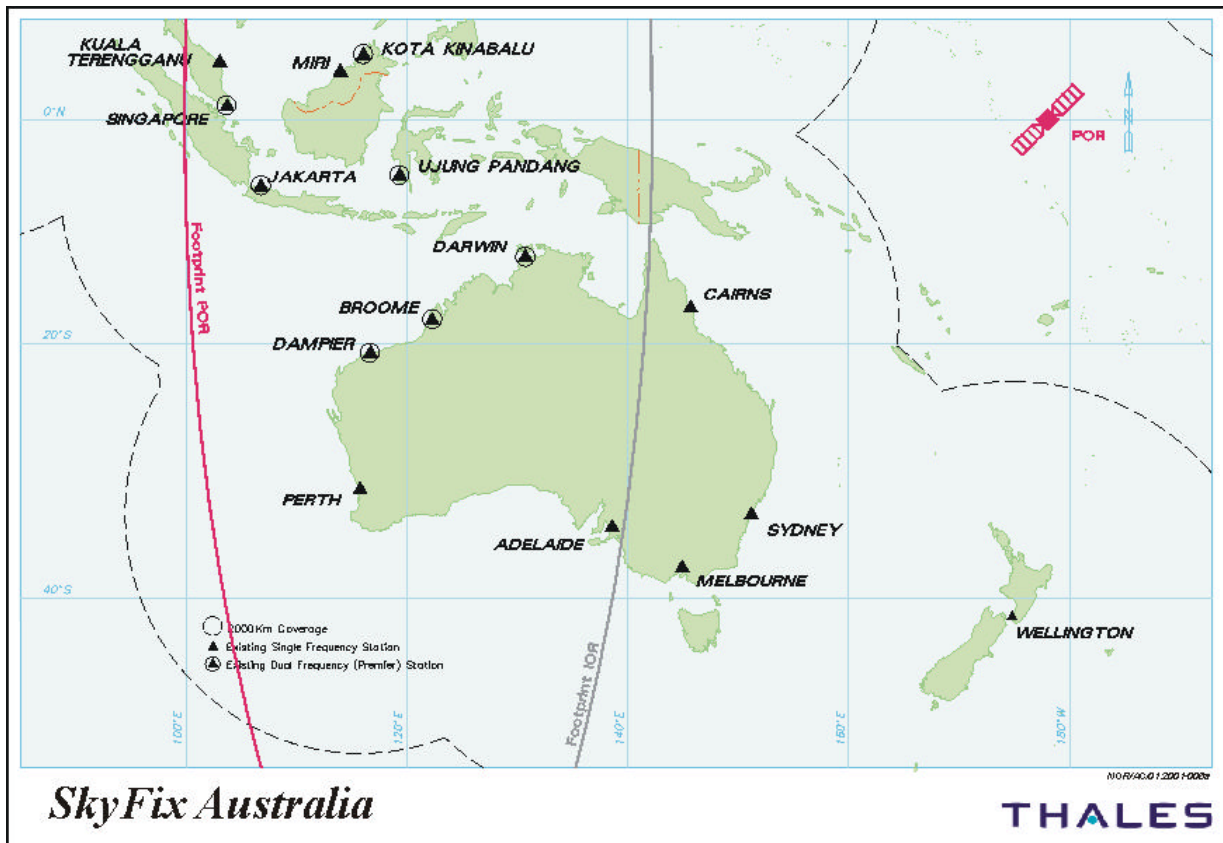 KUALA
TERENGGANU
MIRI
KOTA KINABALU
SINGAPORE
0°N
POR
JAKARTA
UJUNG PANDANG
Footprint POR
DARWIN
CAIRNS
BROOME
20°S
DAMPIER
PERTH
SYDNEY
ADELAIDE
MELBOURNE
40°S
WELLINGTON
2000Km Coverage
Existing Single Frequency Station
Existing Dual Frequency (Premier) Station
Footprint IOR
100°E
120°E
140°E
160°E
180°W
SkyFix Australia
THALES